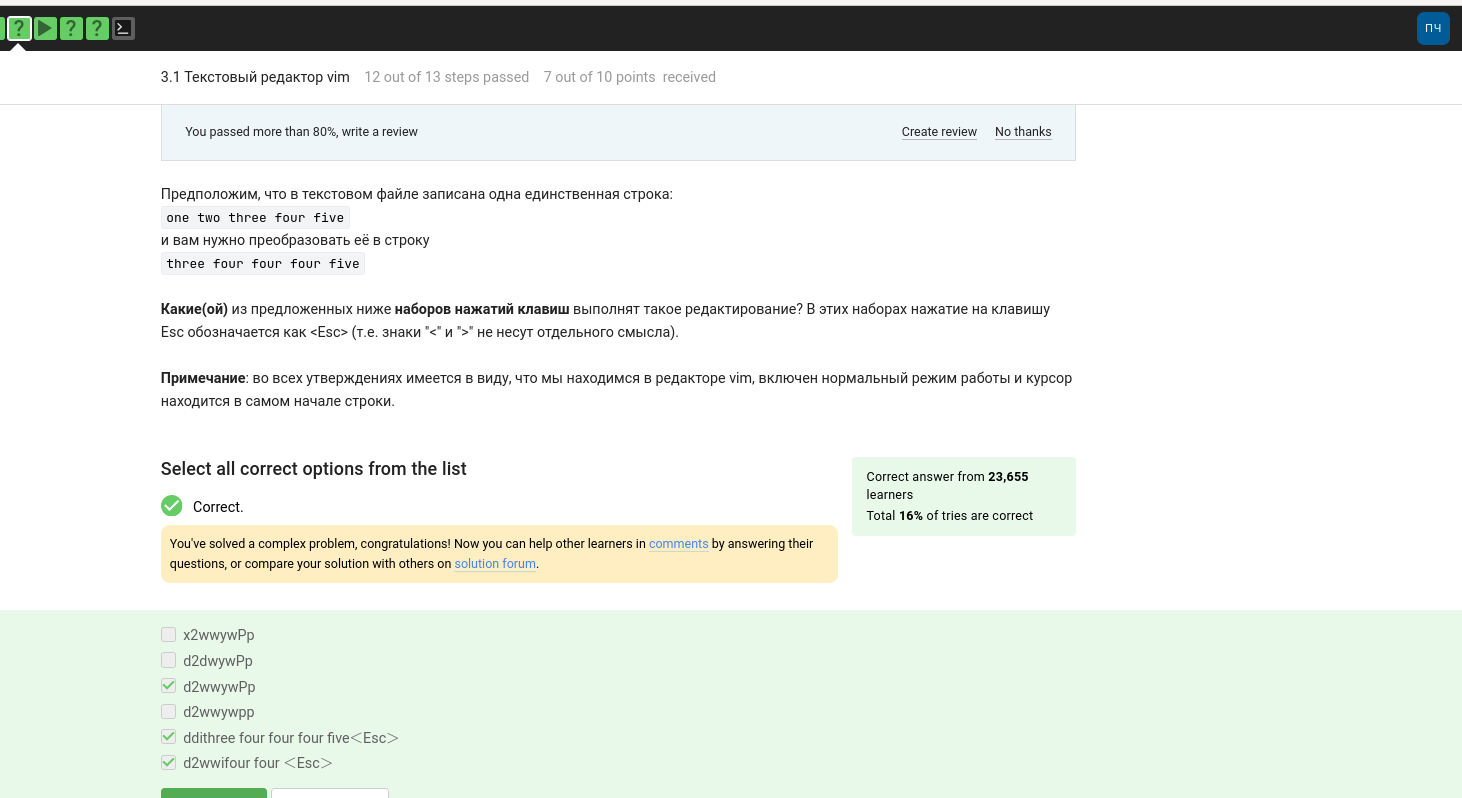 ? ? ?
ПЧ
3.1 Текстовый редактор vim 12 out of 13 steps passed 7 out of 10 points received
You passed more than 80%, write a review Create review No thanks
Предположим, что в текстовом файле записана одна единственная строка:
one two three four five
и вам нужно преобразовать её в строку
three four four four five
Какие(ой) из предложенных ниже наборов нажатий клавиш выполнят такое редактирование? В этих наборах нажатие на клавишу
Esc обозначается как <Esc> (т.е. знаки "<" и ">" не несут отдельного смысла).
Примечание: во всех утверждениях имеется в виду, что мы находимся в редакторе vim, включен нормальный режим работы и курсор
находится в самом начале строки.
Select all correct options from the list
Correct.
You've solved a complex problem, congratulations! Now you can help other learners in comments by answering their
questions, or compare your solution with others on solution forum.
Correct answer from 23,655
learners
Total 16% of tries are correct
x2wwywPp
d2dwywPp
d2wwywPp
d2wwywpp
ddithree four four four five<Esc>
d2wwifour four <Esc>